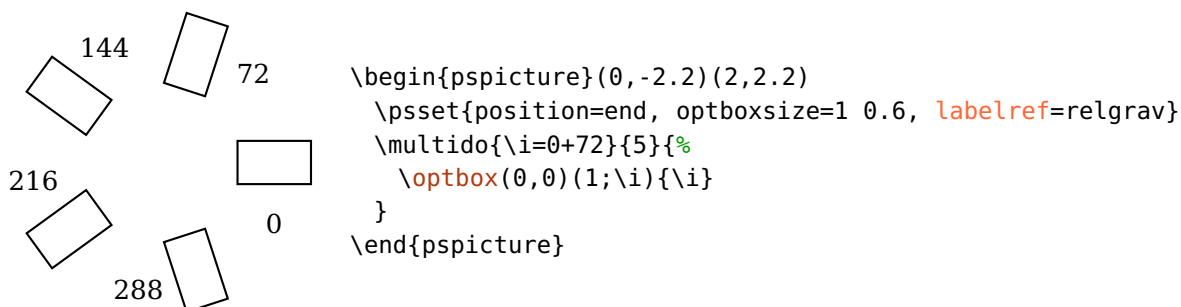 144
72
216
0
288
\begin{pspicture}(0,-2.2)(2,2.2)
  \psset{position=end, optboxsize=1 0.6, labelref=relgrav}
  \multido{\i=0+72}{5}{%
    \optbox(0,0)(1;\i){\i}
  }
\end{pspicture}